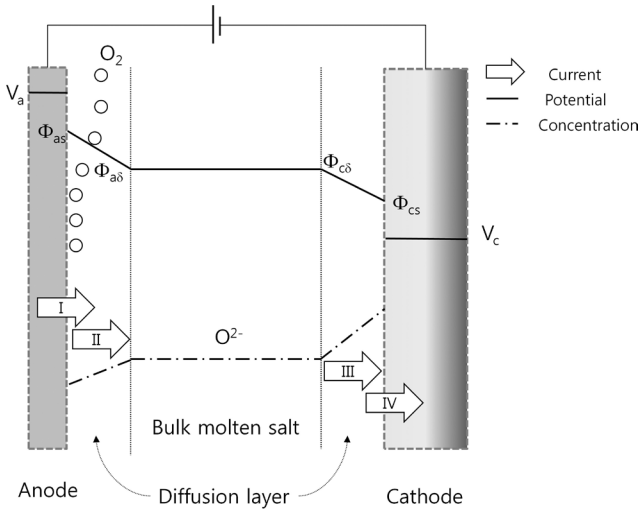 O₂
Current
Potential
Concentration
Vₐ
Φₐₛ
Φₐδ
Φcδ
Φcs
Vc
I
II
O²⁻
III
IV
Bulk molten salt
Anode
Diffusion layer
Cathode